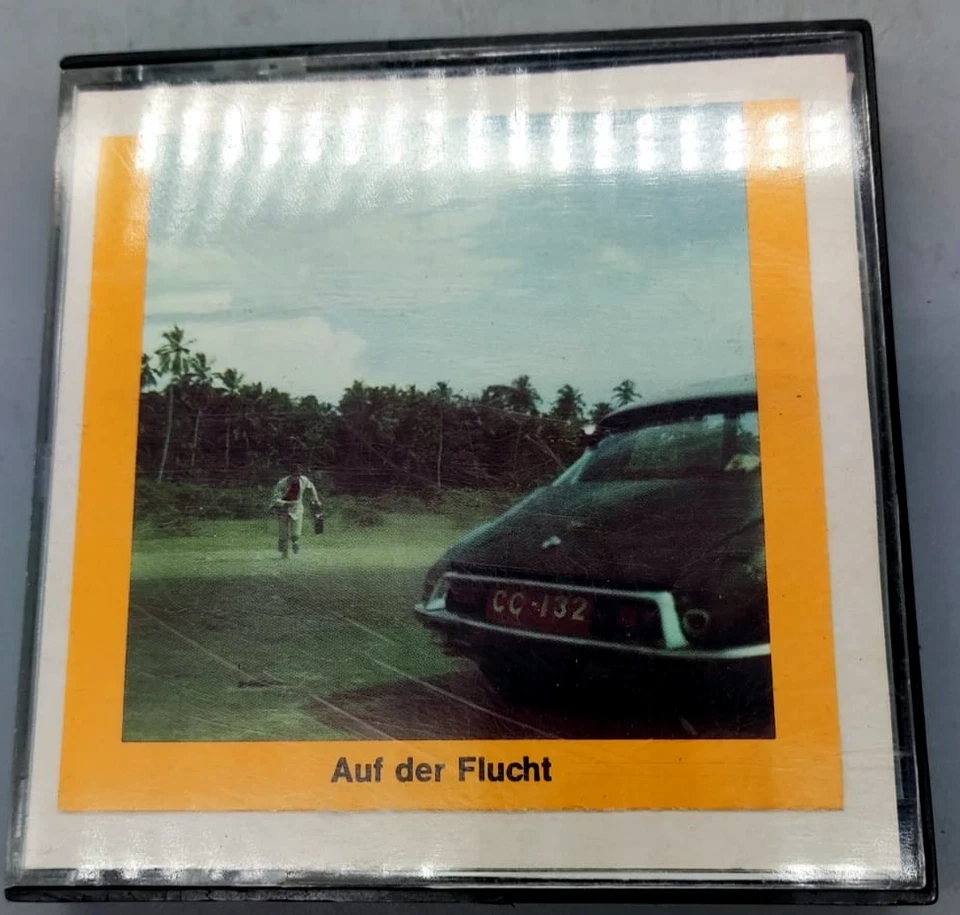 CC-132
Auf der Flucht